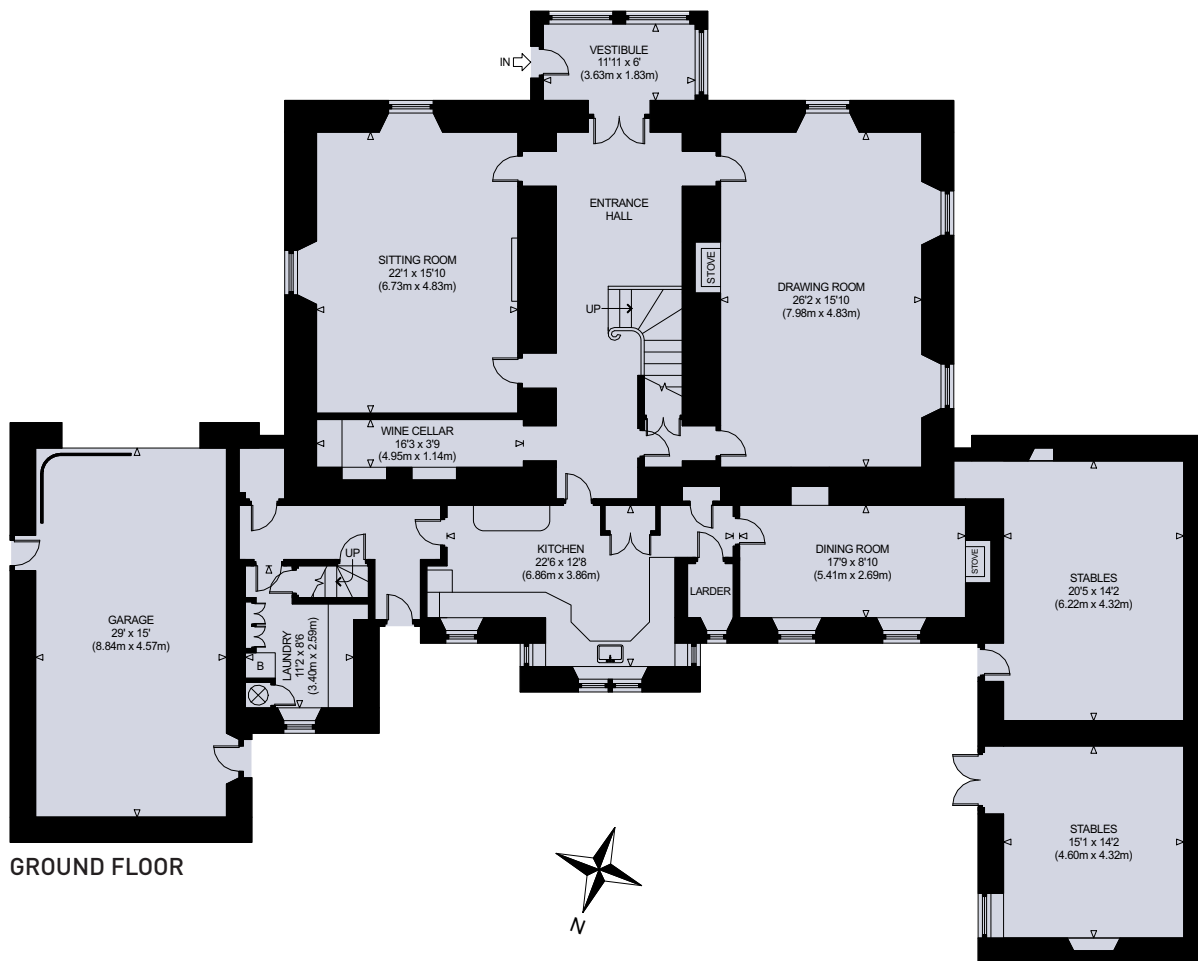 VESTIBULE
11'11 x 6'
(3.63m x 1.83m)
IN
ENTRANCE
HALL
SITTING ROOM
22'1 x 15'10
(6.73m x 4.83m)
STOVE
DRAWING ROOM
26'2 x 15'10
(7.98m x 4.83m)
UP
WINE CELLAR
16'3 x 3'9
(4.95m x 1.14m)
UP
KITCHEN
22'6 x 12'8
(6.86m x 3.86m)
DINING ROOM
17'9 x 8'10
(5.41m x 2.69m)
STOVE
LARDER
STABLES
20'5 x 14'2
(6.22m x 4.32m)
GARAGE
29' x 15'
(8.84m x 4.57m)
LAUNDRY
11'2 x 8'6
(3.40m x 2.59m)
B
STABLES
15'1 x 14'2
(4.60m x 4.32m)
GROUND FLOOR
N